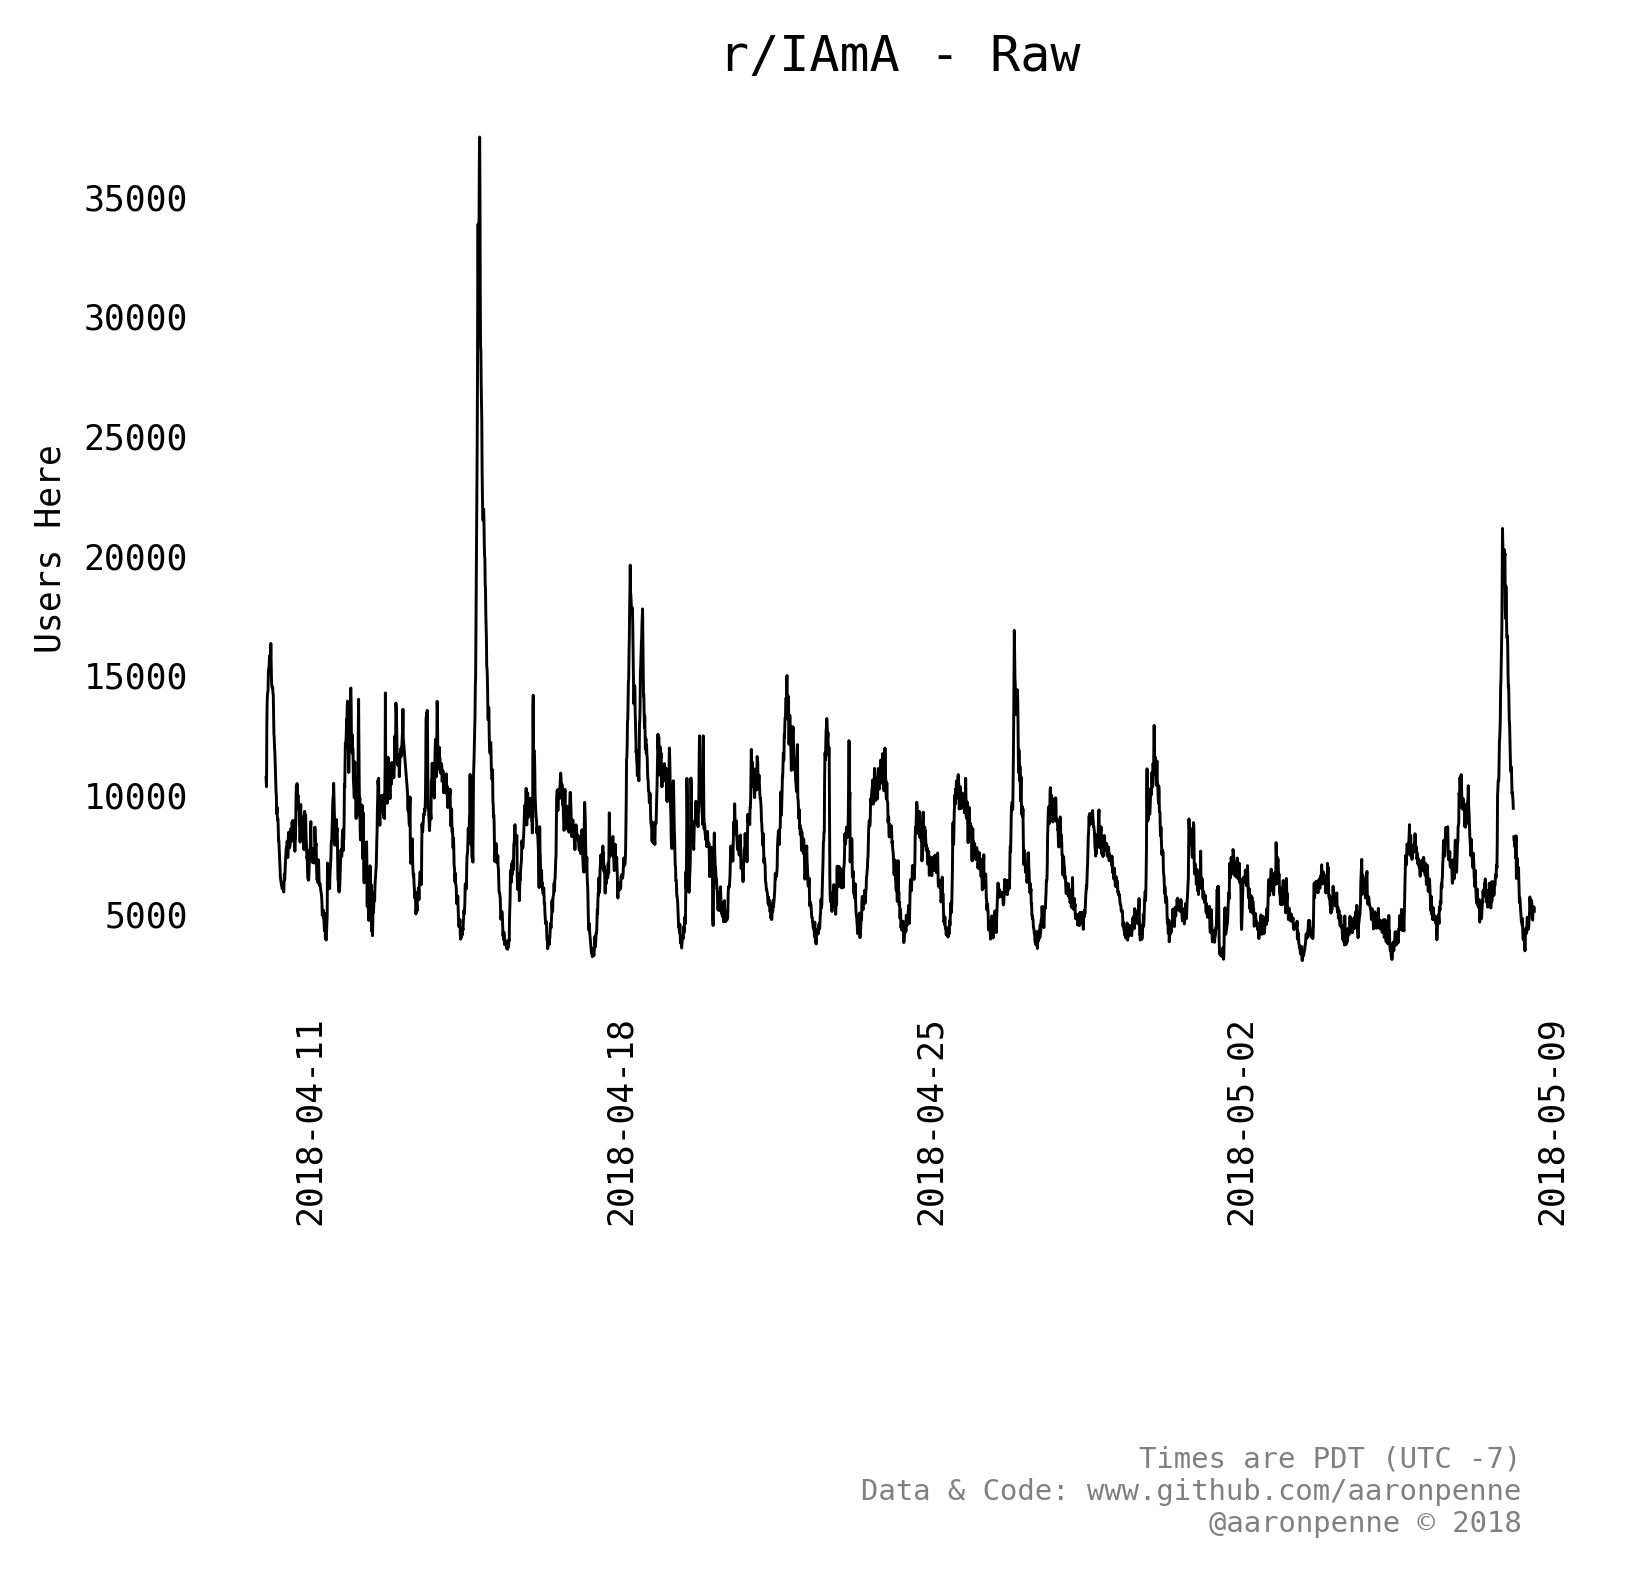 r/IAmA - Raw
Users Here
35000
30000
25000
20000
15000
10000
5000
2018-04-11
2018-04-18
2018-04-25
2018-05-02
2018-05-09
Times are PDT (UTC -7)
Data & Code: www.github.com/aaronpenne
@aaronpenne © 2018